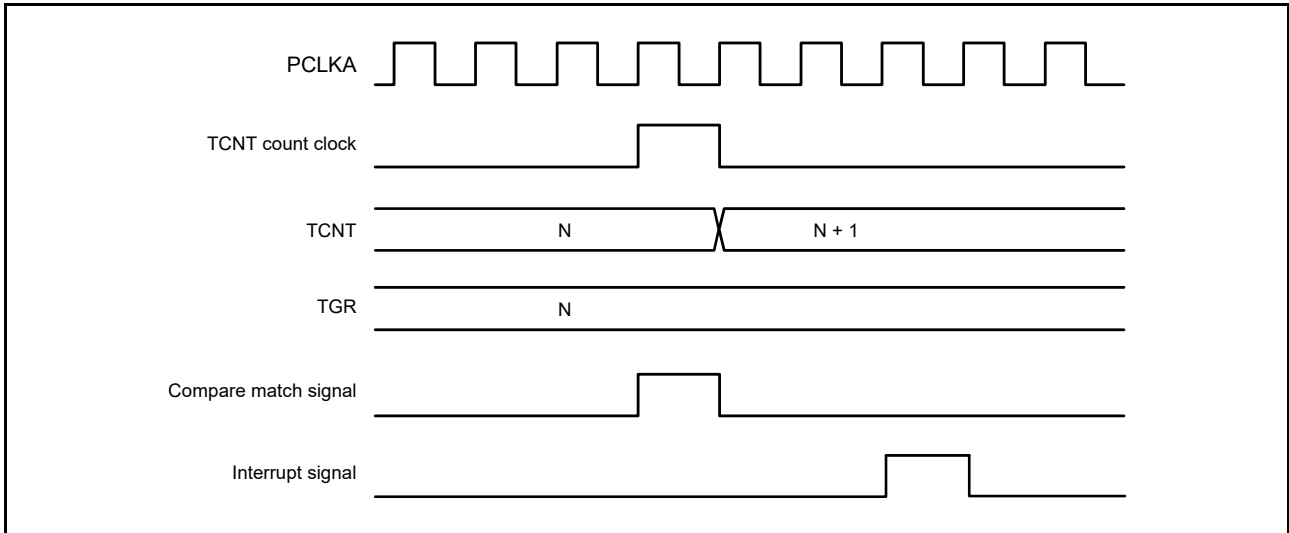 PCLKA
TCNT count clock
TCNT
N
N + 1
TGR
N
Compare match signal
Interrupt signal